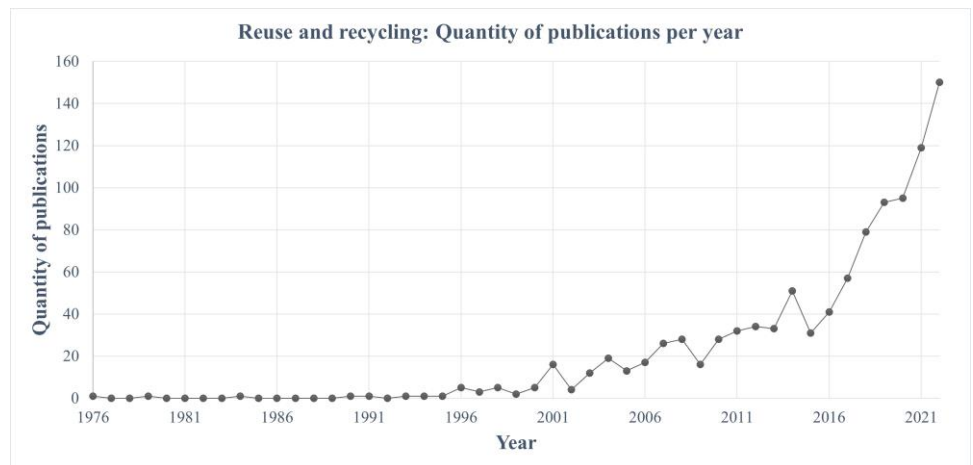 Reuse and recycling: Quantity of publications per year
Quantity of publications
160
140
120
100
80
60
40
20
0
1976 1981 1986 1991 1996 2001 2006 2011 2016 2021
Year